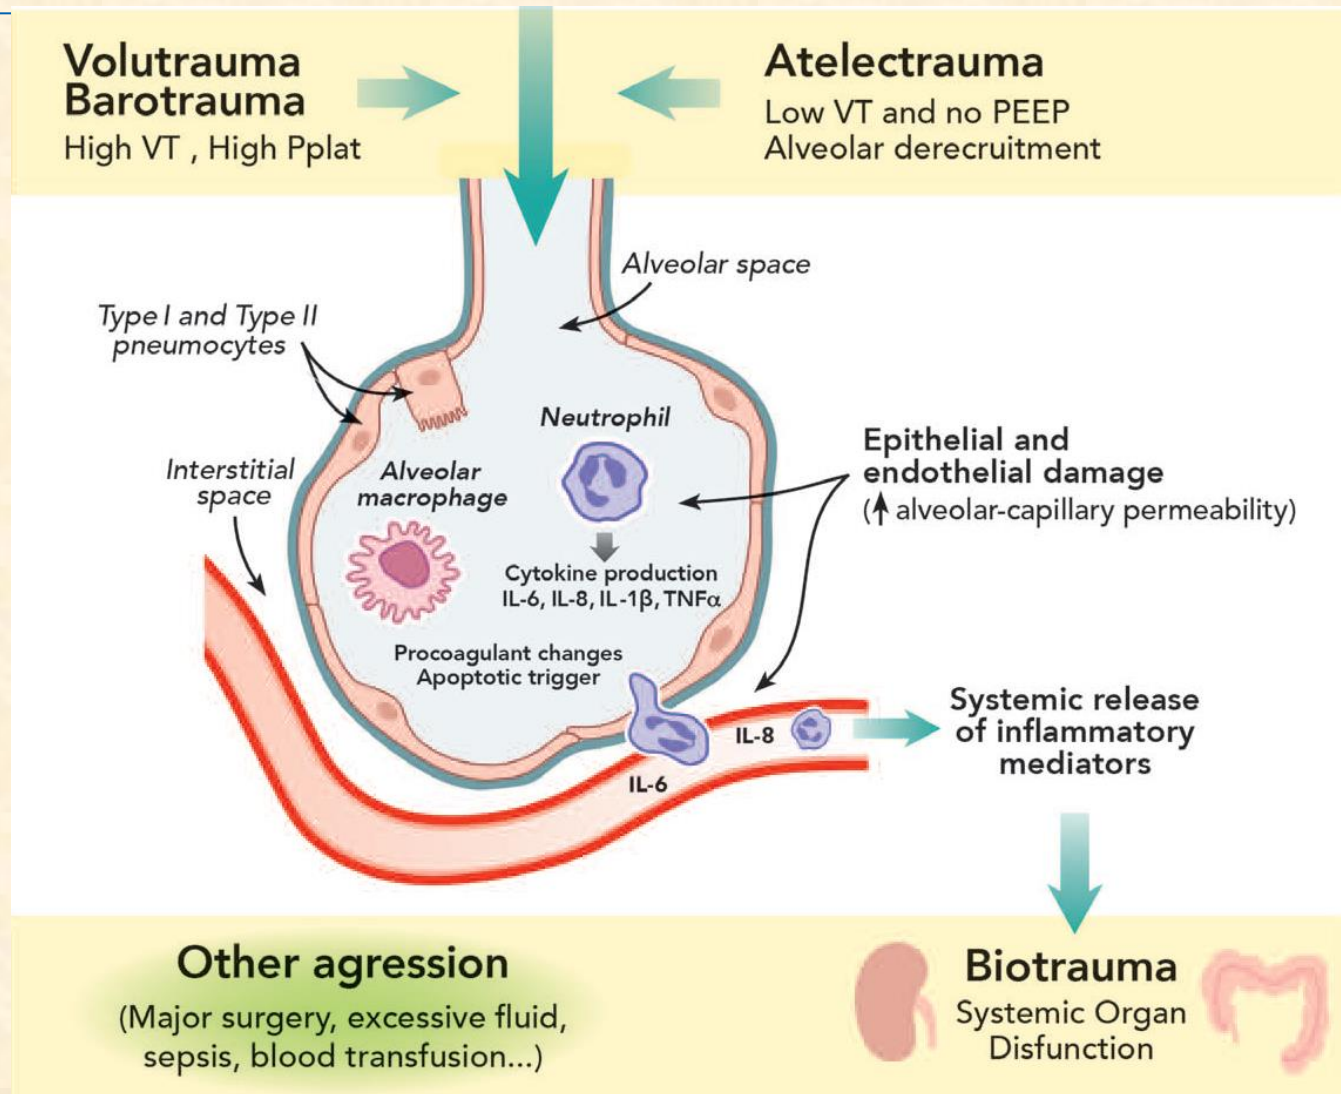 Volutrauma
Barotrauma
High VT , High Pplat
Atelectrauma
Low VT and no PEEP
Alveolar derecruitment
Alveolar space
Type I and Type II
pneumocytes
Neutrophil
Interstitial
space
Alveolar
macrophage
Epithelial and
endothelial damage
(↑ alveolar-capillary permeability)
Cytokine production
IL-6, IL-8, IL-1β, TNFα
Procoagulant changes
Apoptotic trigger
IL-8
IL-6
Systemic release
of inflammatory
mediators
Other agression
(Major surgery, excessive fluid,
sepsis, blood transfusion...)
Biotrauma
Systemic Organ
Disfunction